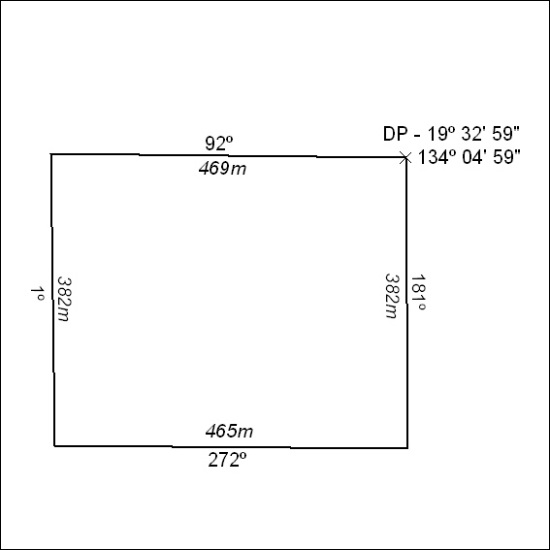 DP - 19º 32' 59"
134º 04' 59"
92º
469m
1º
382m
382m
181º
465m
272º